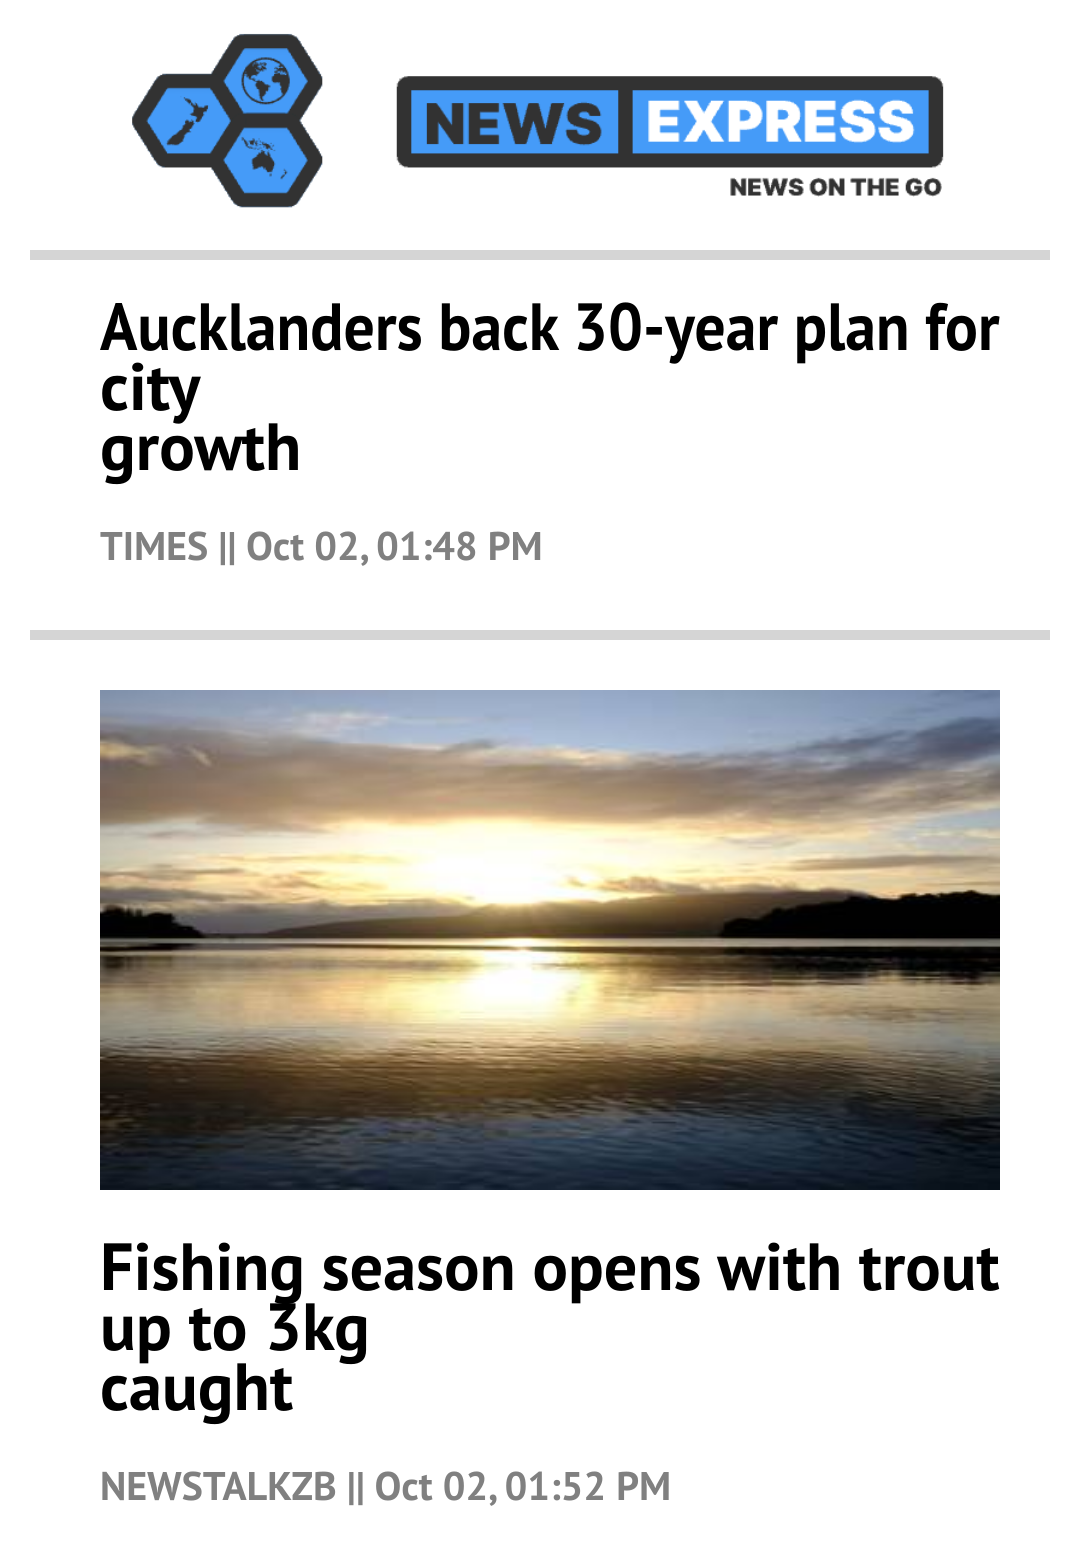 NEWS EXPRESS
NEWS ON THE GO
Aucklanders back 30-year plan for
city
growth
TIMES || Oct 02, 01:48 PM
Fishing season opens with trout
up to 3kg
caught
NEWSTALKZB || Oct 02, 01:52 PM